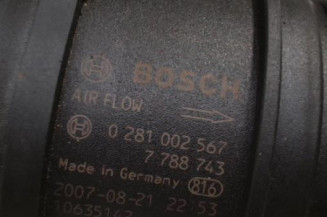 BOSCH
AIR FLOW
0 281 002 567
7 788 743
Made in Germany 816
2007-08-21 22:53
10635162